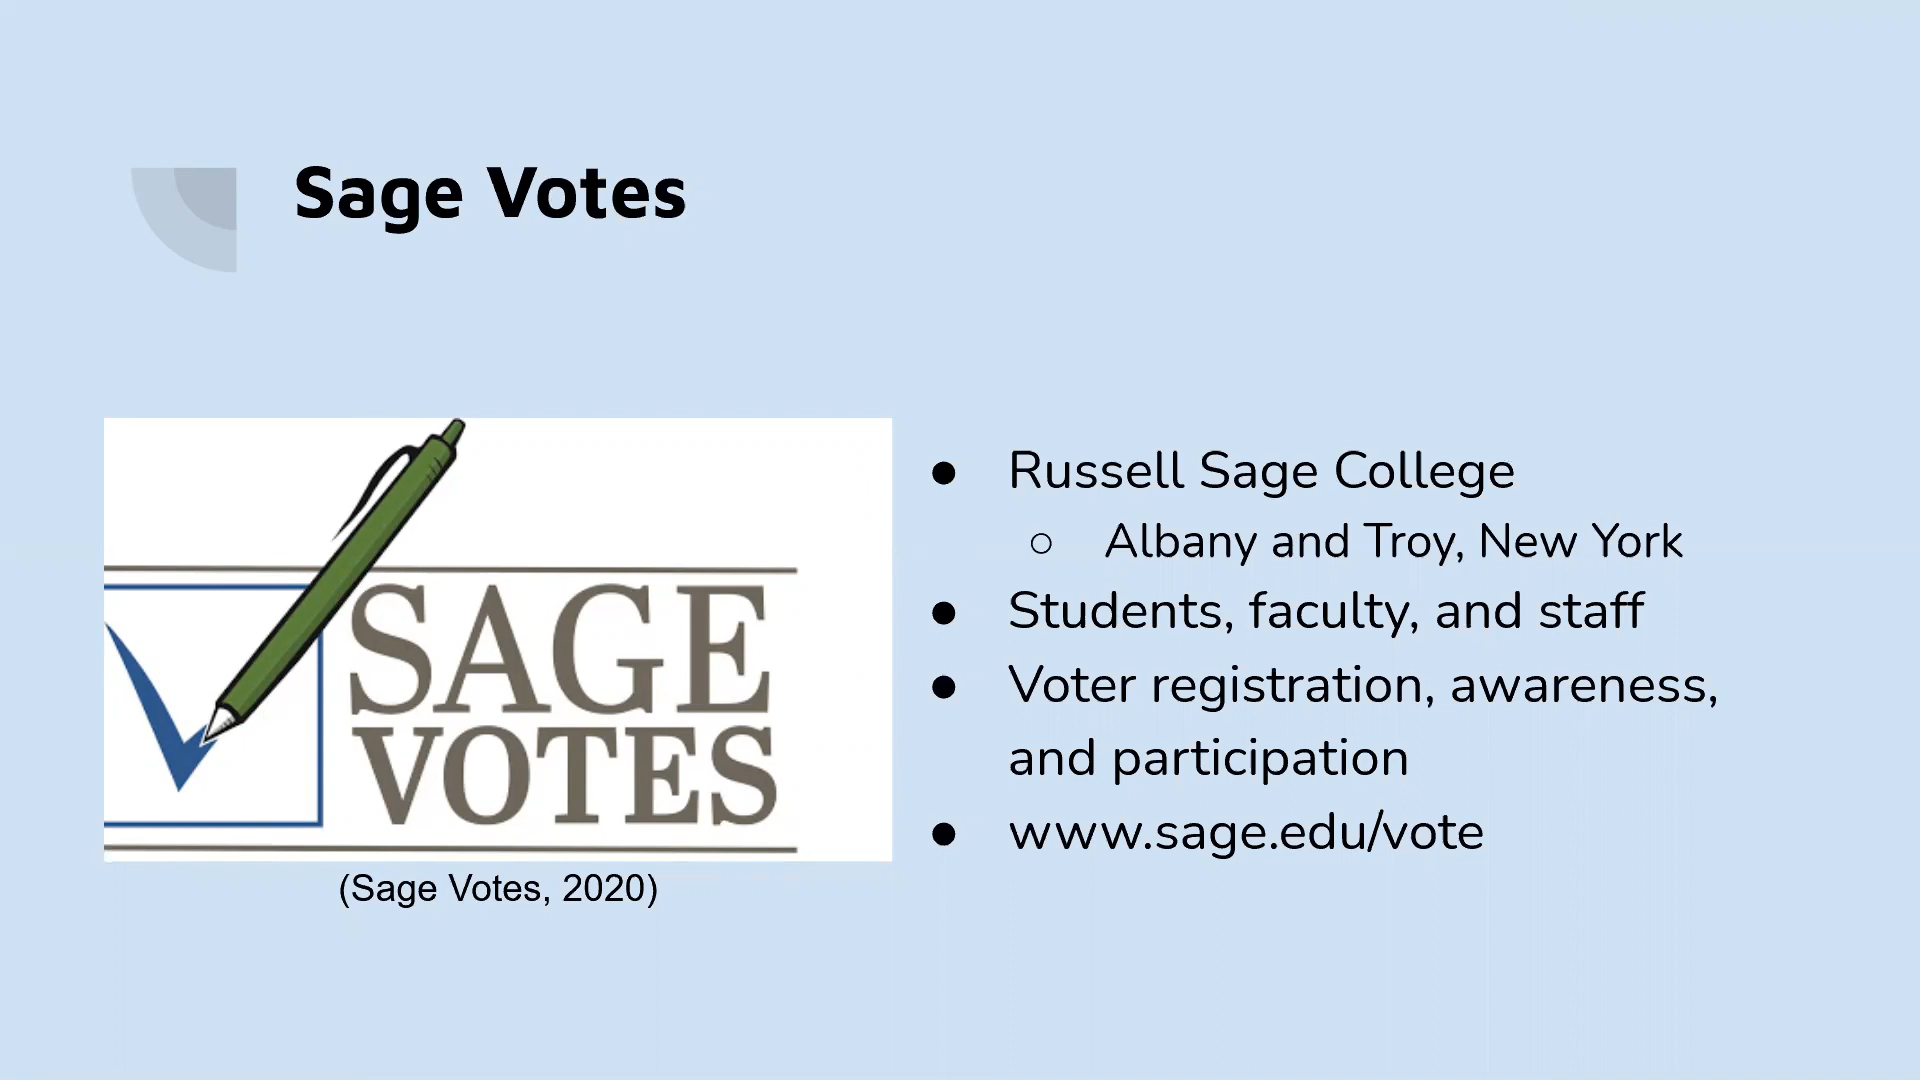 Sage Votes
SAGE
VOTES
(Sage Votes, 2020)
● Russell Sage College
○ Albany and Troy, New York
● Students, faculty, and staff
● Voter registration, awareness,
and participation
● www.sage.edu/vote